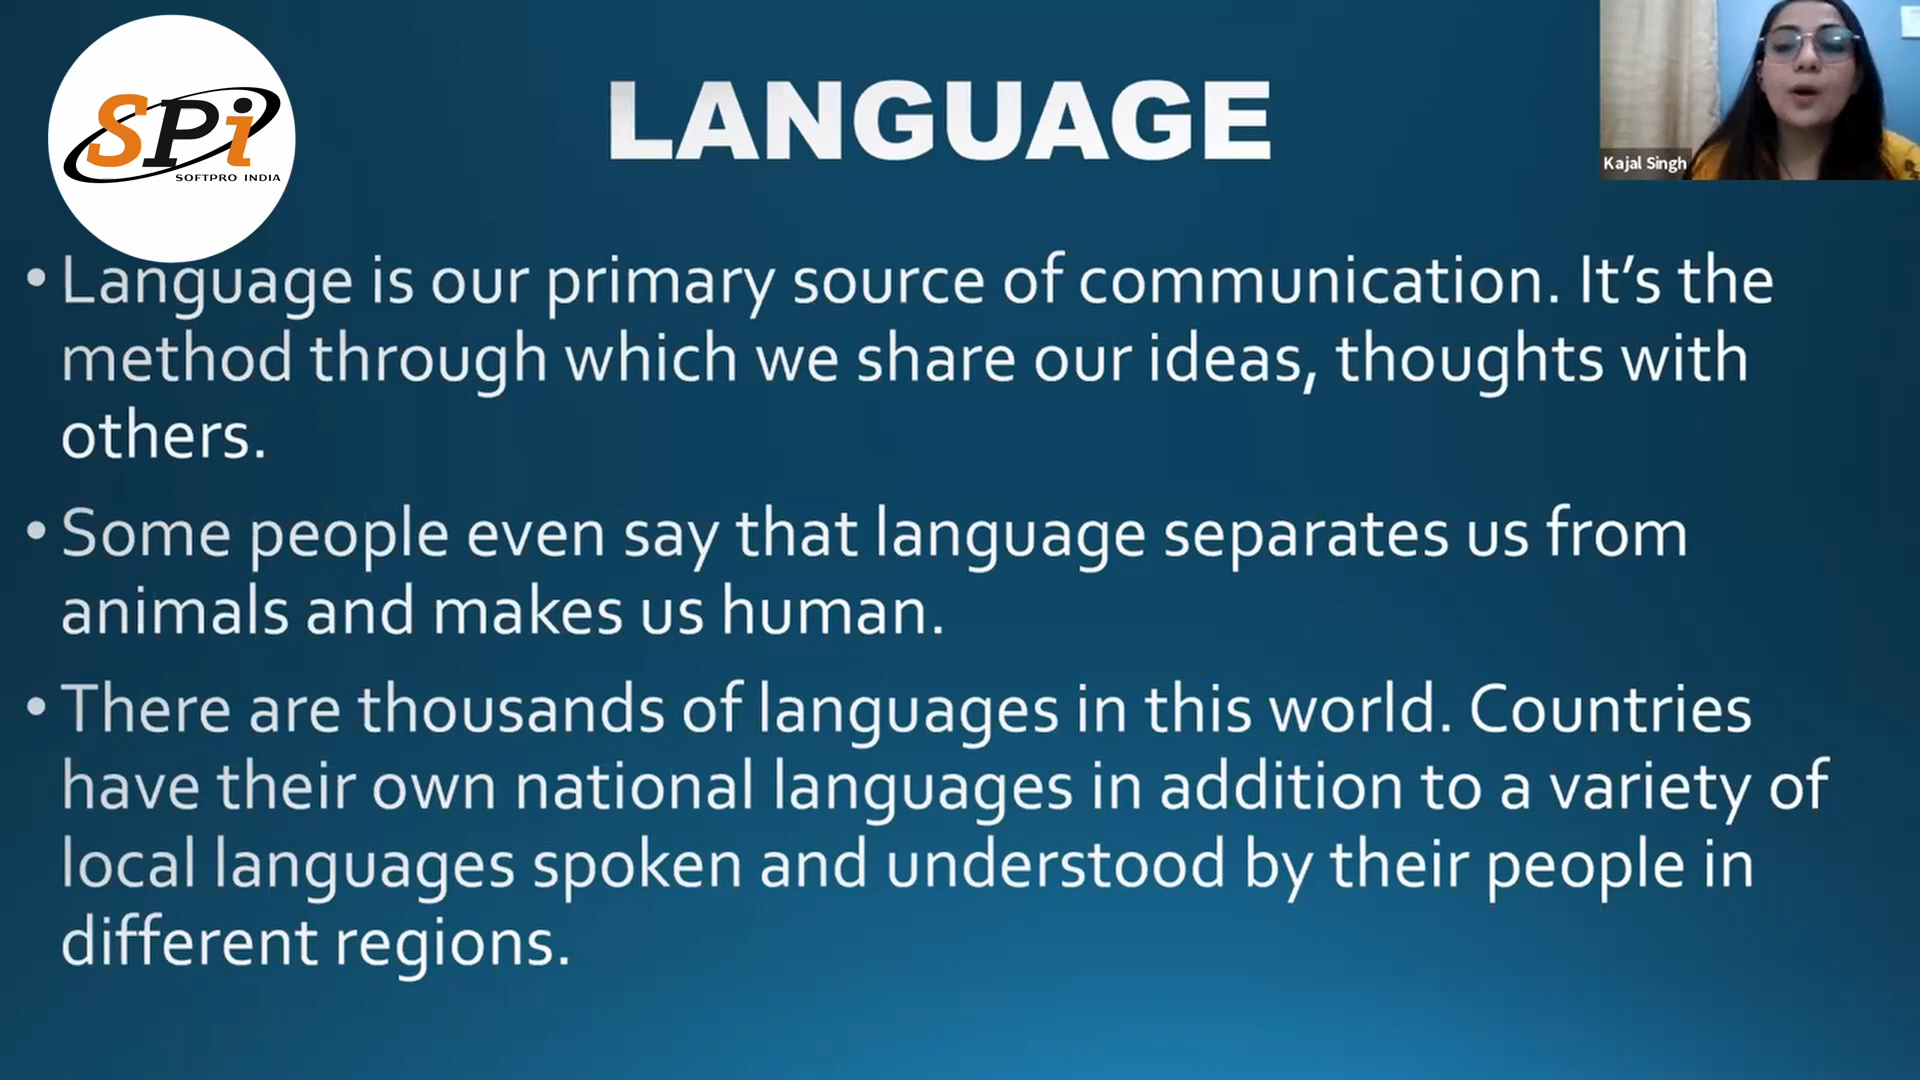 SPi
SOFTPRO INDIA
LANGUAGE
Kajal Singh
• Language is our primary source of communication. It’s the
method through which we share our ideas, thoughts with
others.
• Some people even say that language separates us from
animals and makes us human.
• There are thousands of languages in this world. Countries
have their own national languages in addition to a variety of
local languages spoken and understood by their people in
different regions.